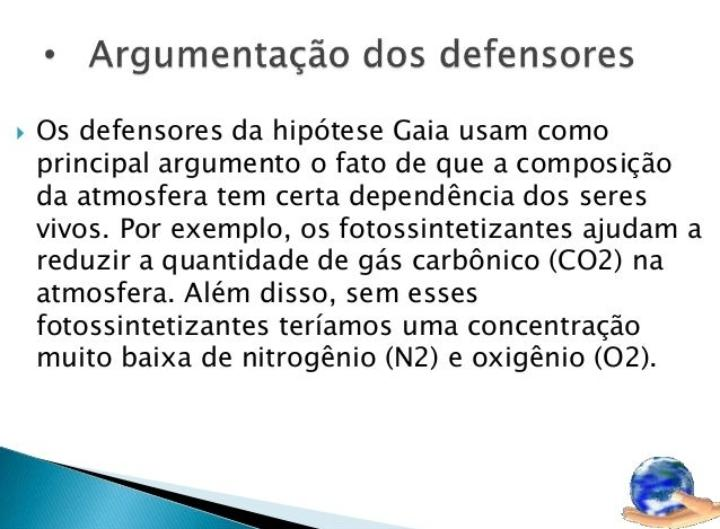 • Argumentação dos defensores
Os defensores da hipótese Gaia usam como
principal argumento o fato de que a composição
da atmosfera tem certa dependência dos seres
vivos. Por exemplo, os fotossintetizantes ajudam a
reduzir a quantidade de gás carbônico (CO2) na
atmosfera. Além disso, sem esses
fotossintetizantes teríamos uma concentração
muito baixa de nitrogênio (N2) e oxigênio (O2).